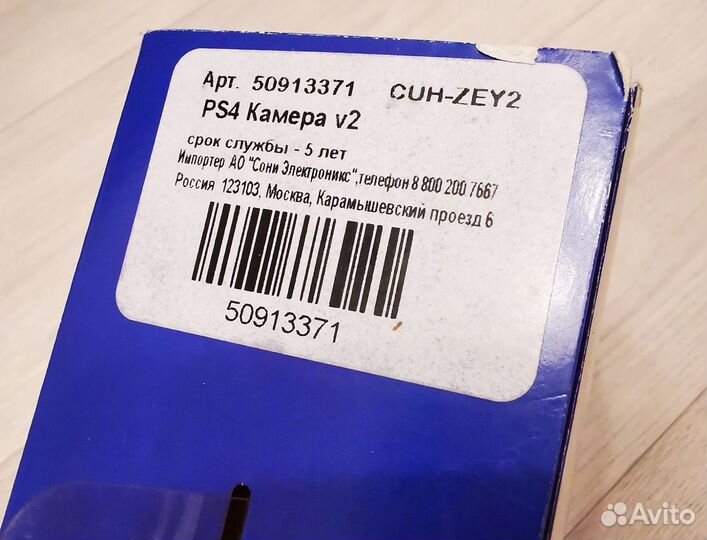 Арт. 50913371 CUH-ZEY2
PS4 Камера v2
срок службы - 5 лет
Импортер АО "Сони Электроникс",телефон 8 800 200 7667
Россия 123103, Москва, Карамышевский проезд 6
50913371
Avito